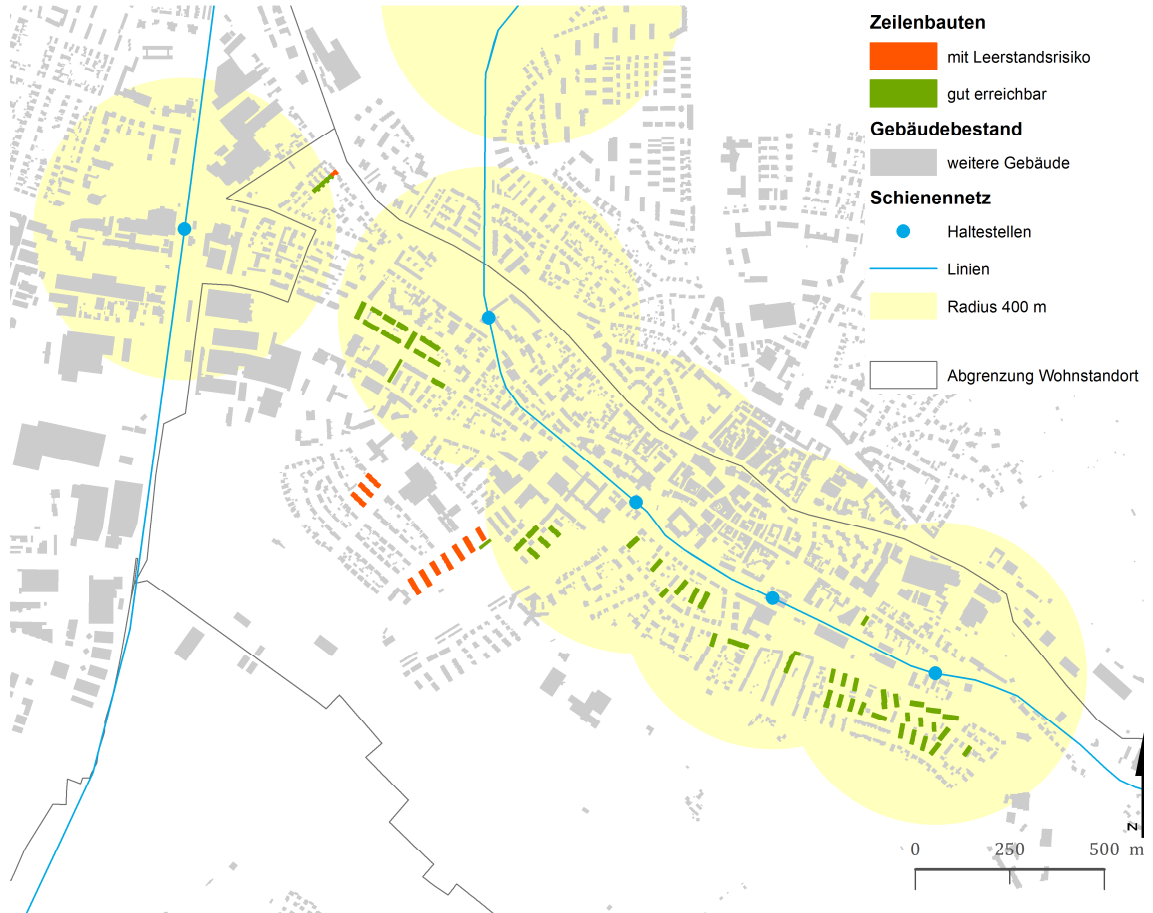 Zeilenbauten
mit Leerstandsrisiko
gut erreichbar
Gebäudebestand
weitere Gebäude
Schienennetz
Haltestellen
Linien
Radius 400 m
Abgrenzung Wohnstandort
N
0 250 500 m